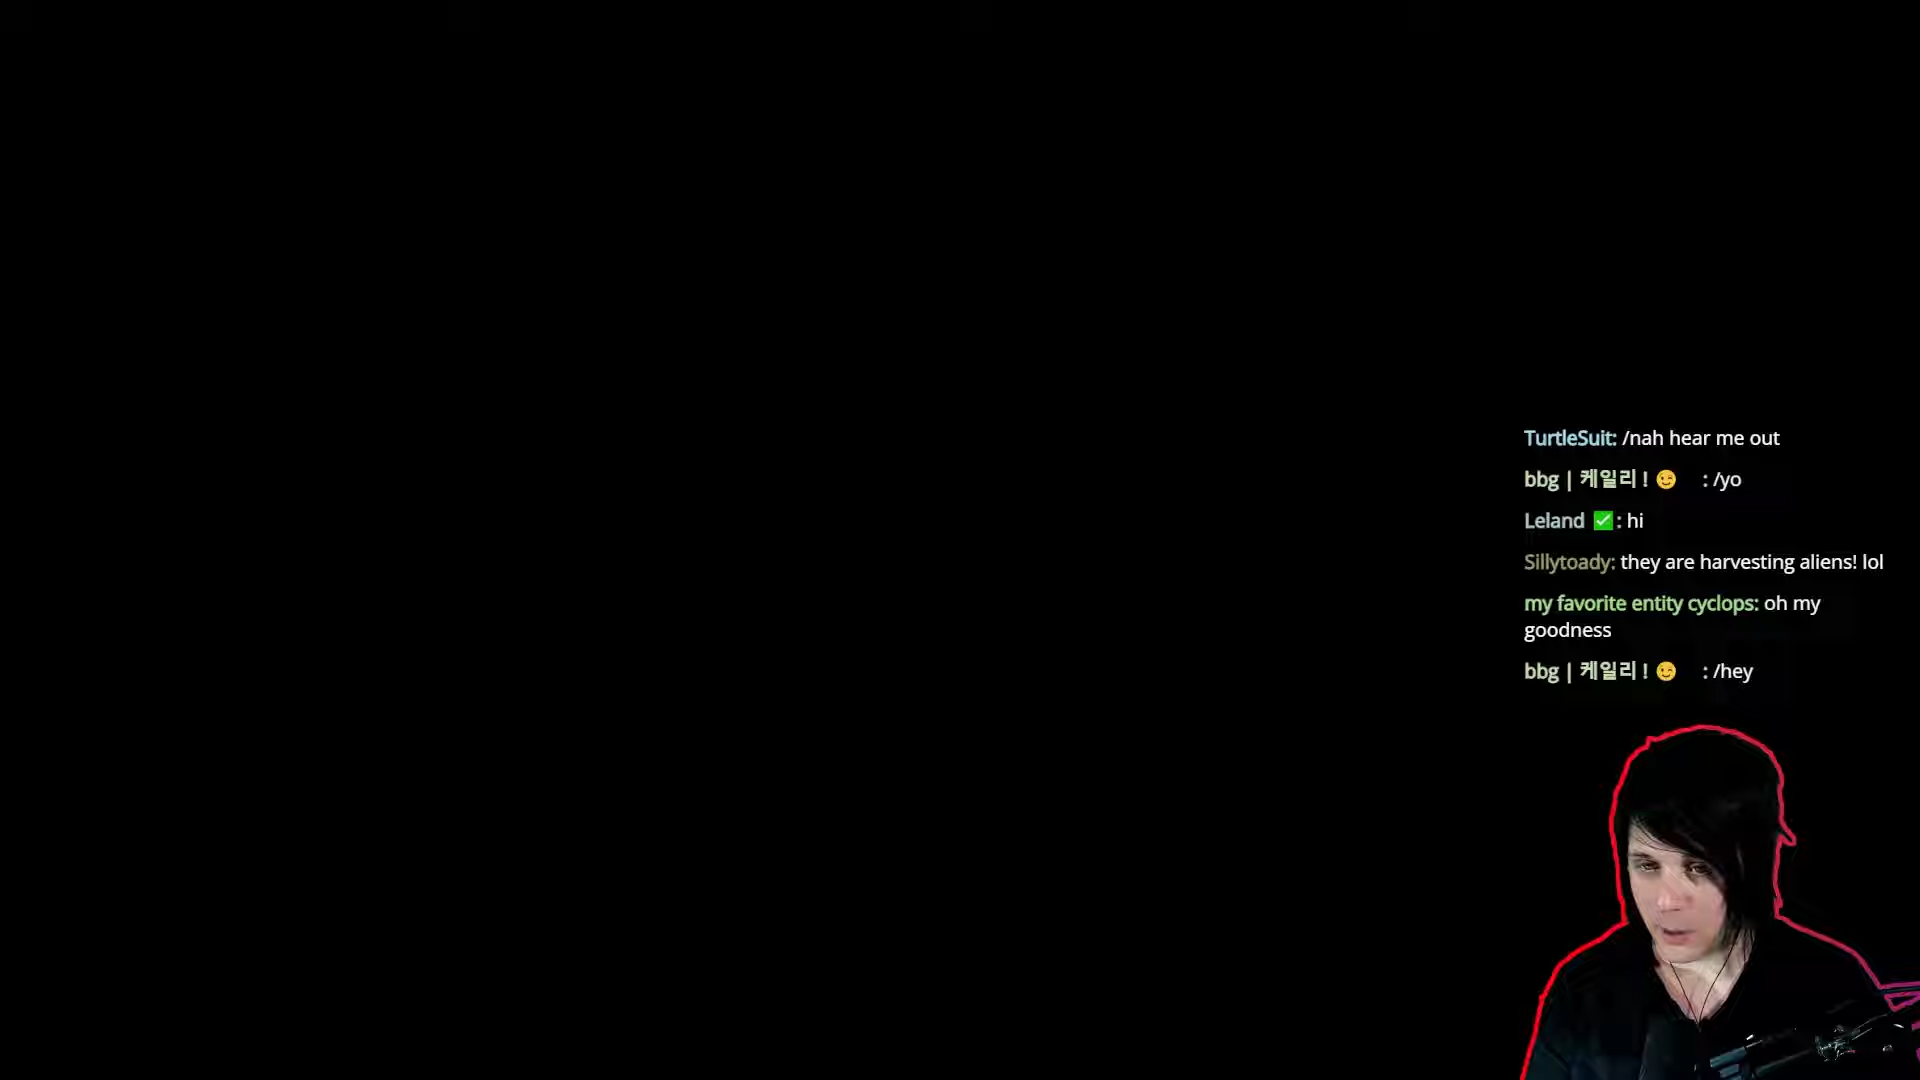 TurtleSuit: /nah hear me out
bbg | 케일리 ! 😉 : /yo
Leland ✅ : hi
Sillytoady: they are harvesting aliens! lol
my favorite entity cyclops: oh my
goodness
bbg | 케일리 ! 😉 : /hey